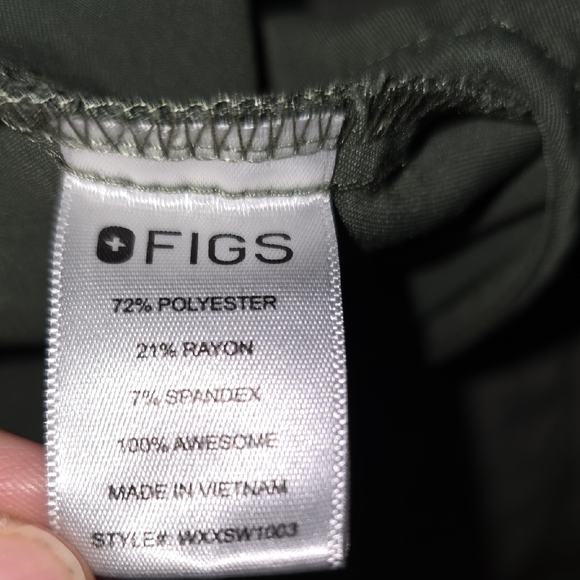 FIGS
72% POLYESTER
21% RAYON
7% SPANDEX
100% AWESOME
MADE IN VIETNAM
STYLE#: WXXSW1003